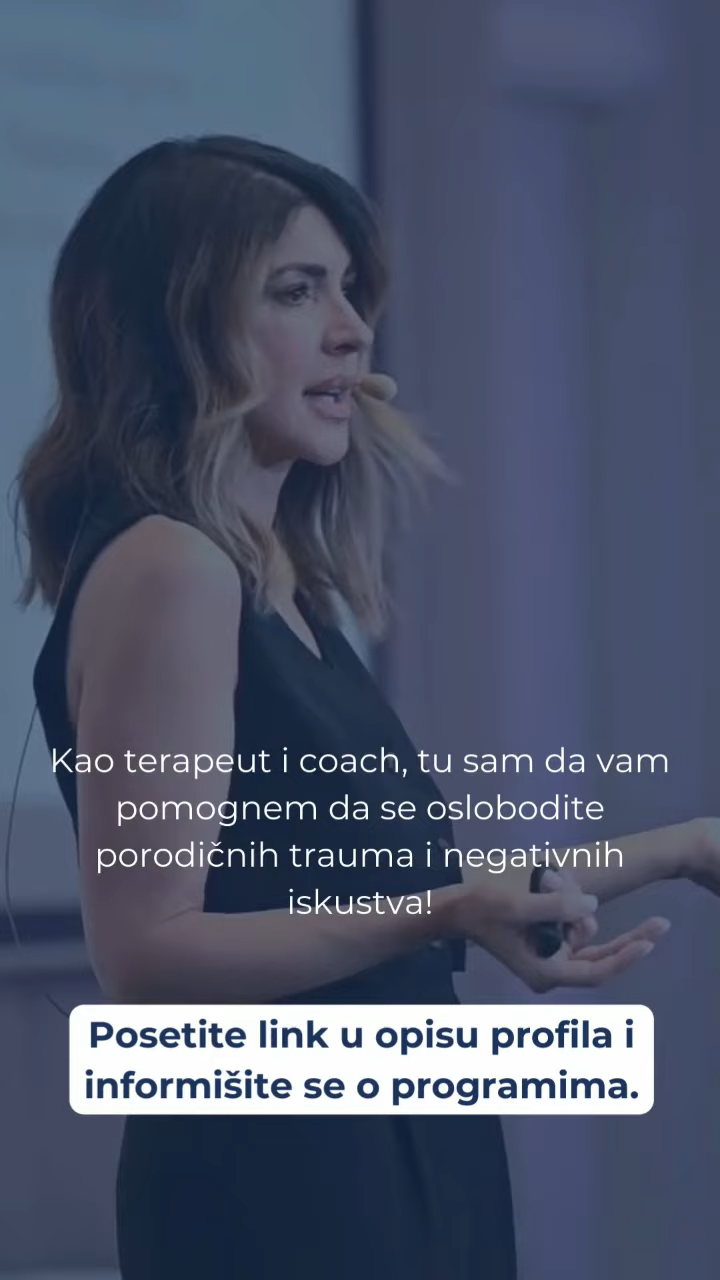 Kao terapeut i coach, tu sam da vam
pomognem da se oslobodite
porodičnih trauma i negativnih
iskustva!
Posetite link u opisu profila i
informišite se o programima.